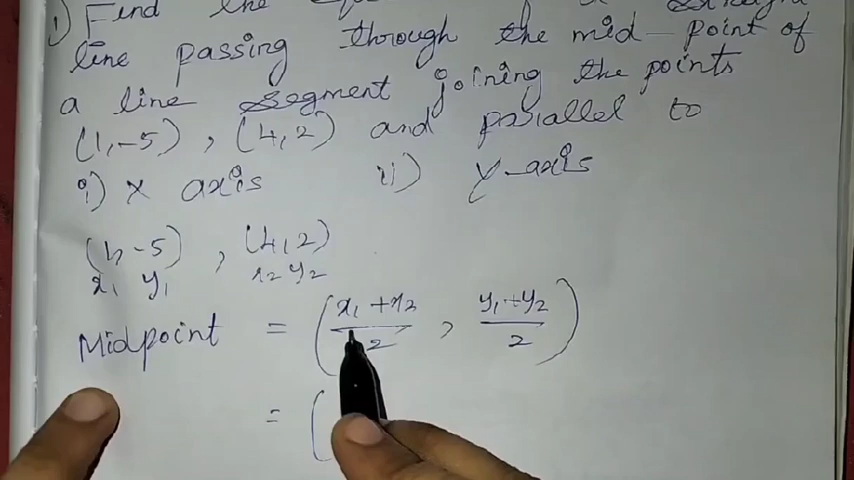 1) Find the a straight
line passing through the mid-point of
a line segment joining the points
(1,-5), (4,2) and parallel to
i) x axis ii) y-axis
(1, -5), (4,2)
x₁ y₁ x₂ y₂
Midpoint = (x₁+x₂/2, y₁+y₂/2)
= (